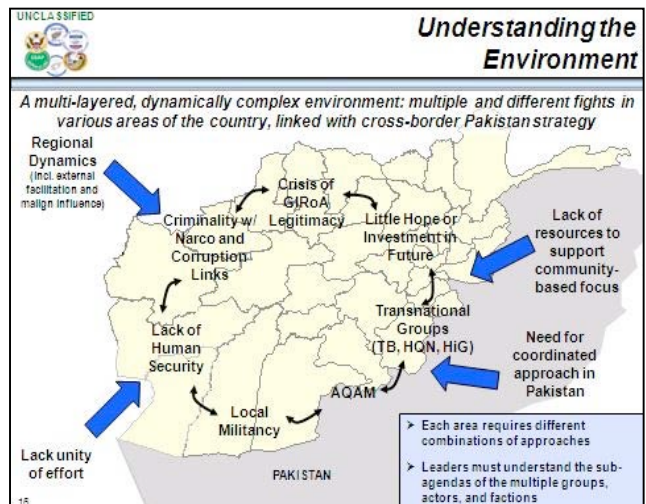 UNCLASSIFIED
Understanding the
Environment
A multi-layered, dynamically complex environment: multiple and different fights in
various areas of the country, linked with cross-border Pakistan strategy
Regional
Dynamics
(incl. external
facilitation and
malign influence)
Crisis of
GIRoA
Legitimacy
Criminality w/
Narco and
Corruption
Links
Little Hope or
Investment in
Future
Lack of
resources to
support
community-
based focus
Transnational
Groups
(TB, HQN, HiG)
Lack of
Human
Security
Need for
coordinated
approach in
Pakistan
AQAM
Local
Militancy
Lack unity
of effort
PAKISTAN
➢ Each area requires different
combinations of approaches
➢ Leaders must understand the sub-
agendas of the multiple groups,
actors, and factions